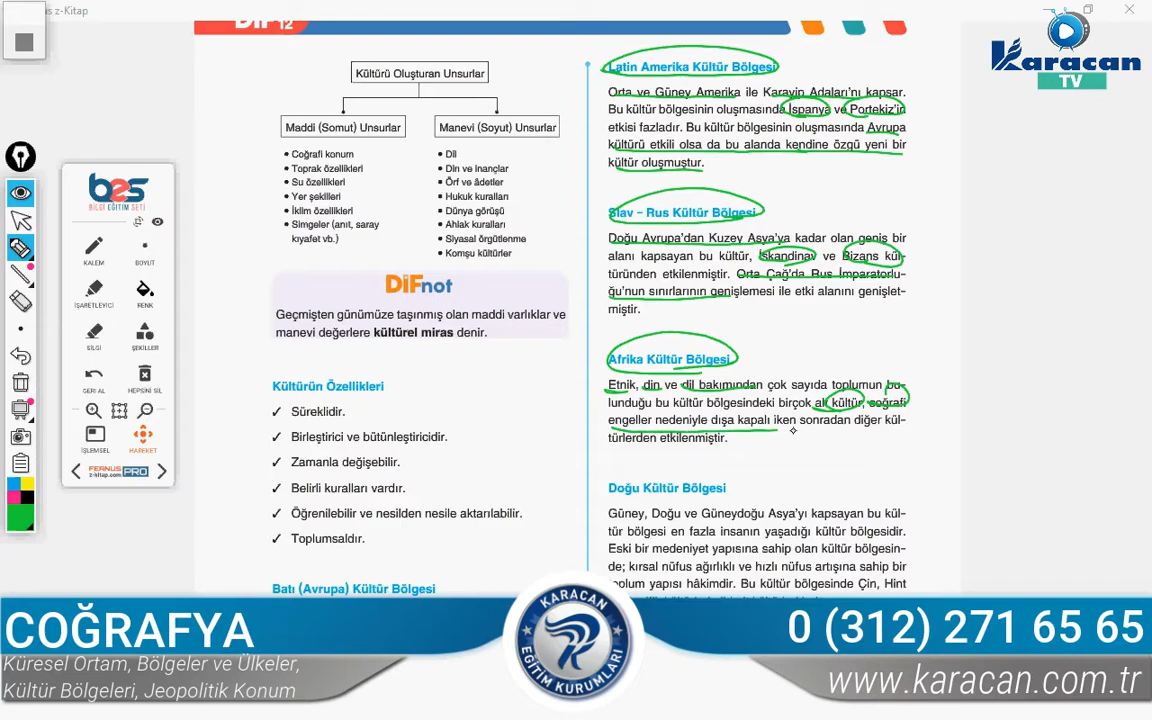 z-Kitap
DİF 12
Karacan
TV
Kültürü Oluşturan Unsurlar
Maddi (Somut) Unsurlar
Manevi (Soyut) Unsurlar
• Coğrafi konum
• Toprak özellikleri
• Su özellikleri
• Yer şekilleri
• İklim özellikleri
• Simgeler (anıt, saray
kıyafet vb.)
• Dil
• Din ve İnançlar
• Örf ve âdetler
• Hukuk kuralları
• Dünya görüşü
• Ahlak kuralları
• Siyasal örgütlenme
• Komşu kültürler
DİFnot
Geçmişten günümüze taşınmış olan maddi varlıklar ve
manevi değerlere kültürel miras denir.
Kültürün Özellikleri
✓ Süreklidir.
✓ Birleştirici ve bütünleştiricidir.
✓ Zamanla değişebilir.
✓ Belirli kuralları vardır.
✓ Öğrenilebilir ve nesilden nesile aktarılabilir.
✓ Toplumsaldır.
Batı (Avrupa) Kültür Bölgesi
Latin Amerika Kültür Bölgesi
Orta ve Güney Amerika ile Karayip Adaları'nı kapsar.
Bu kültür bölgesinin oluşmasında İspanya ve Portekiz'in
etkisi fazladır. Bu kültür bölgesinin oluşmasında Avrupa
kültürü etkili olsa da bu alanda kendine özgü yeni bir
kültür oluşmuştur.
Slav – Rus Kültür Bölgesi
Doğu Avrupa'dan Kuzey Asya'ya kadar olan geniş bir
alanı kapsayan bu kültür, İskandinav ve Bizans kül-
türünden etkilenmiştir. Orta Çağ'da Rus İmparatorlu-
ğu'nun sınırlarının genişlemesi ile etki alanını genişlet-
miştir.
Afrika Kültür Bölgesi
Etnik, din ve dil bakımından çok sayıda toplumun bu-
lunduğu bu kültür bölgesindeki birçok alt kültür, coğrafi
engeller nedeniyle dışa kapalı iken sonradan diğer kül-
türlerden etkilenmiştir.
Doğu Kültür Bölgesi
Güney, Doğu ve Güneydoğu Asya'yı kapsayan bu kül-
tür bölgesi en fazla insanın yaşadığı kültür bölgesidir.
Eski bir medeniyet yapısına sahip olan kültür bölgesin-
de; kırsal nüfus ağırlıklı ve hızlı nüfus artışına sahip bir
toplum yapısı hâkimdir. Bu kültür bölgesinde Çin, Hint
bes
BİLGİ EĞİTİM SETİ
KALEM
BOYUT
İŞARETLEYİCİ
RENK
SİLGİ
ŞEKİLLER
GERİ AL
HEPSİNİ SİL
İŞLEMSEL
HAREKET
FERNUS PRO
z-kitap.com
COĞRAFYA
Küresel Ortam, Bölgeler ve Ülkeler,
Kültür Bölgeleri, Jeopolitik Konum
KARACAN
EĞİTİM KURUMLARI
0 (312) 271 65 65
www.karacan.com.tr